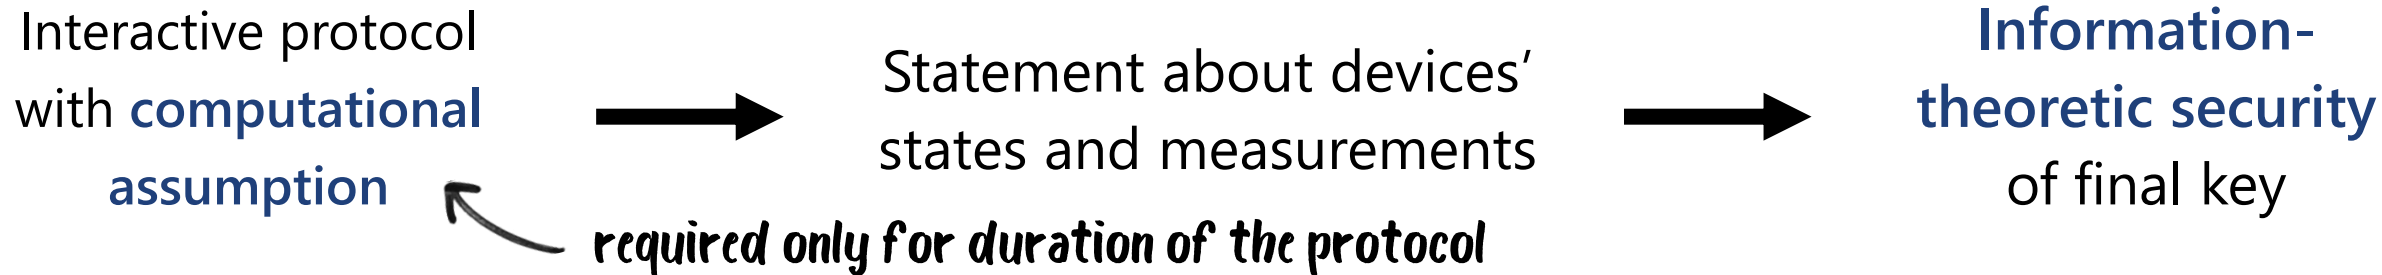 Interactive protocol
with computational
assumption
Statement about devices’
states and measurements
Information-
theoretic security
of final key
required only for duration of the protocol